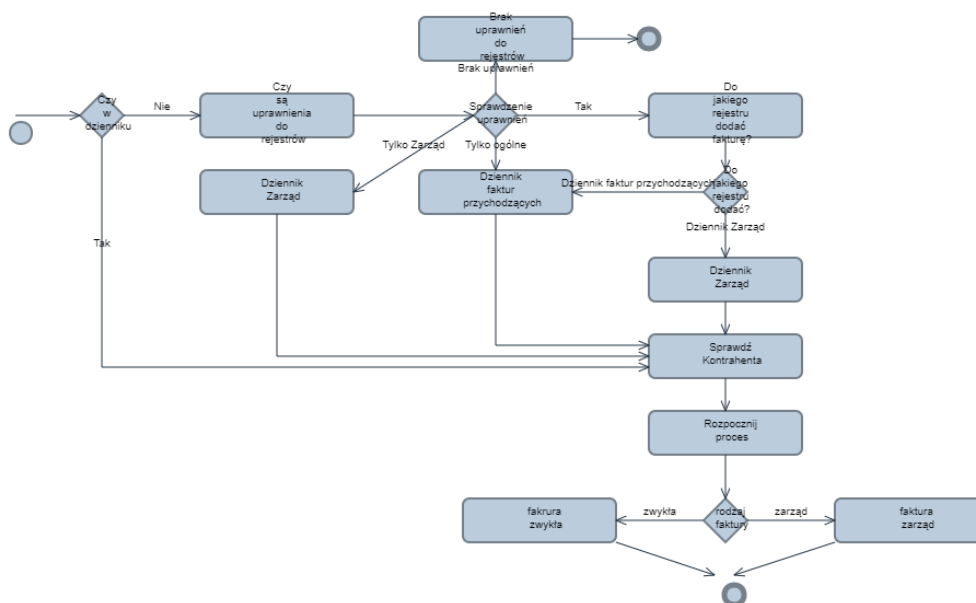 Brak
uprawnień
do
rejestrów
Brak uprawnień
Czy
w
dzienniku
Nie
Czy
są
uprawnienia
do
rejestrów
Sprawdzenie
uprawnień
Tak
Do
jakiego
rejestru
dodać
fakturę?
Tylko Zarząd
Tylko ogólne
Dziennik
Zarząd
Dziennik
faktur
przychodzących
Dziennik faktur przychodzących
Do
jakiego
rejestru
dodać?
Dziennik Zarząd
Tak
Dziennik
Zarząd
Sprawdź
Kontrahenta
Rozpocznij
proces
fakrura
zwykła
zwykła
rodzaj
faktury
zarząd
faktura
zarząd